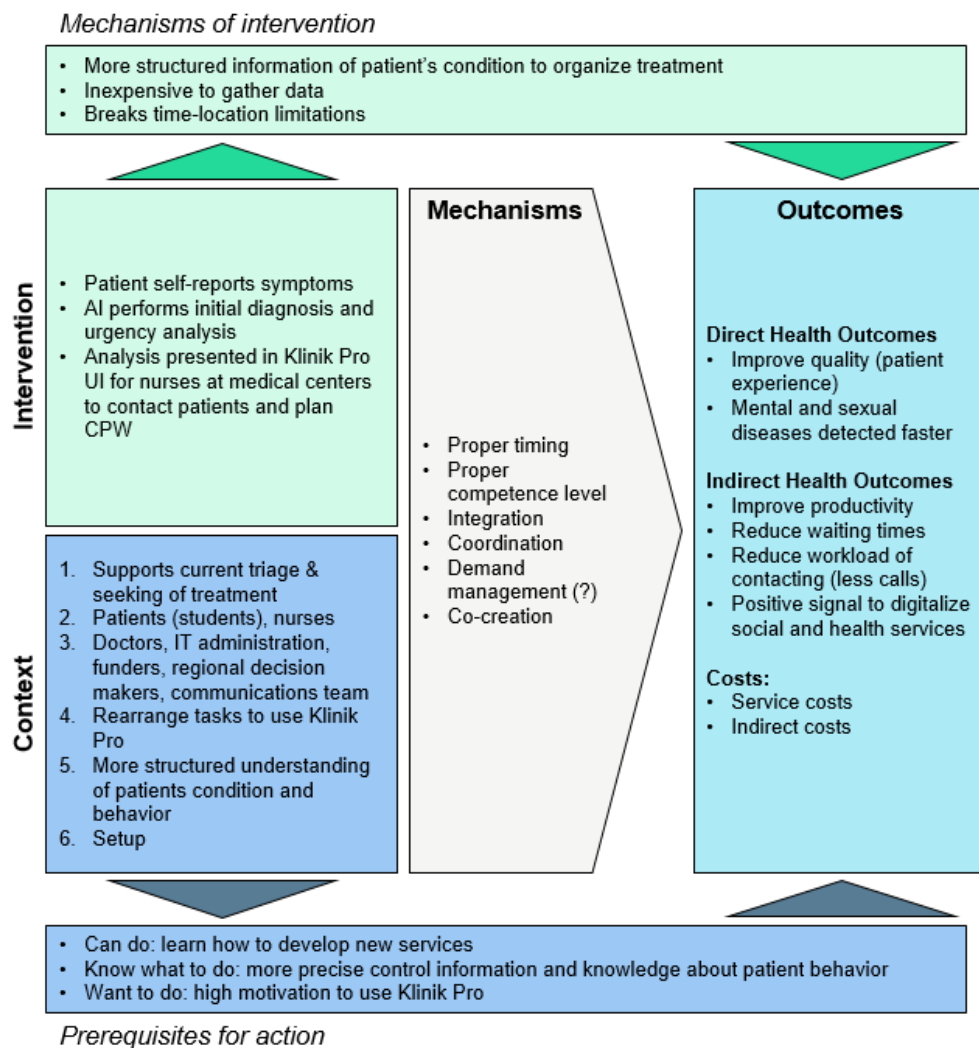 Mechanisms of intervention
• More structured information of patient's condition to organize treatment
• Inexpensive to gather data
• Breaks time-location limitations
Intervention
• Patient self-reports symptoms
• AI performs initial diagnosis and
urgency analysis
• Analysis presented in Klinik Pro
UI for nurses at medical centers
to contact patients and plan
CPW
Context
1. Supports current triage &
seeking of treatment
2. Patients (students), nurses
3. Doctors, IT administration,
funders, regional decision
makers, communications team
4. Rearrange tasks to use Klinik
Pro
5. More structured understanding
of patients condition and
behavior
6. Setup
Mechanisms
• Proper timing
• Proper
competence level
• Integration
• Coordination
• Demand
management (?)
• Co-creation
Outcomes
Direct Health Outcomes
• Improve quality (patient
experience)
• Mental and sexual
diseases detected faster
Indirect Health Outcomes
• Improve productivity
• Reduce waiting times
• Reduce workload of
contacting (less calls)
• Positive signal to digitalize
social and health services
Costs:
• Service costs
• Indirect costs
• Can do: learn how to develop new services
• Know what to do: more precise control information and knowledge about patient behavior
• Want to do: high motivation to use Klinik Pro
Prerequisites for action